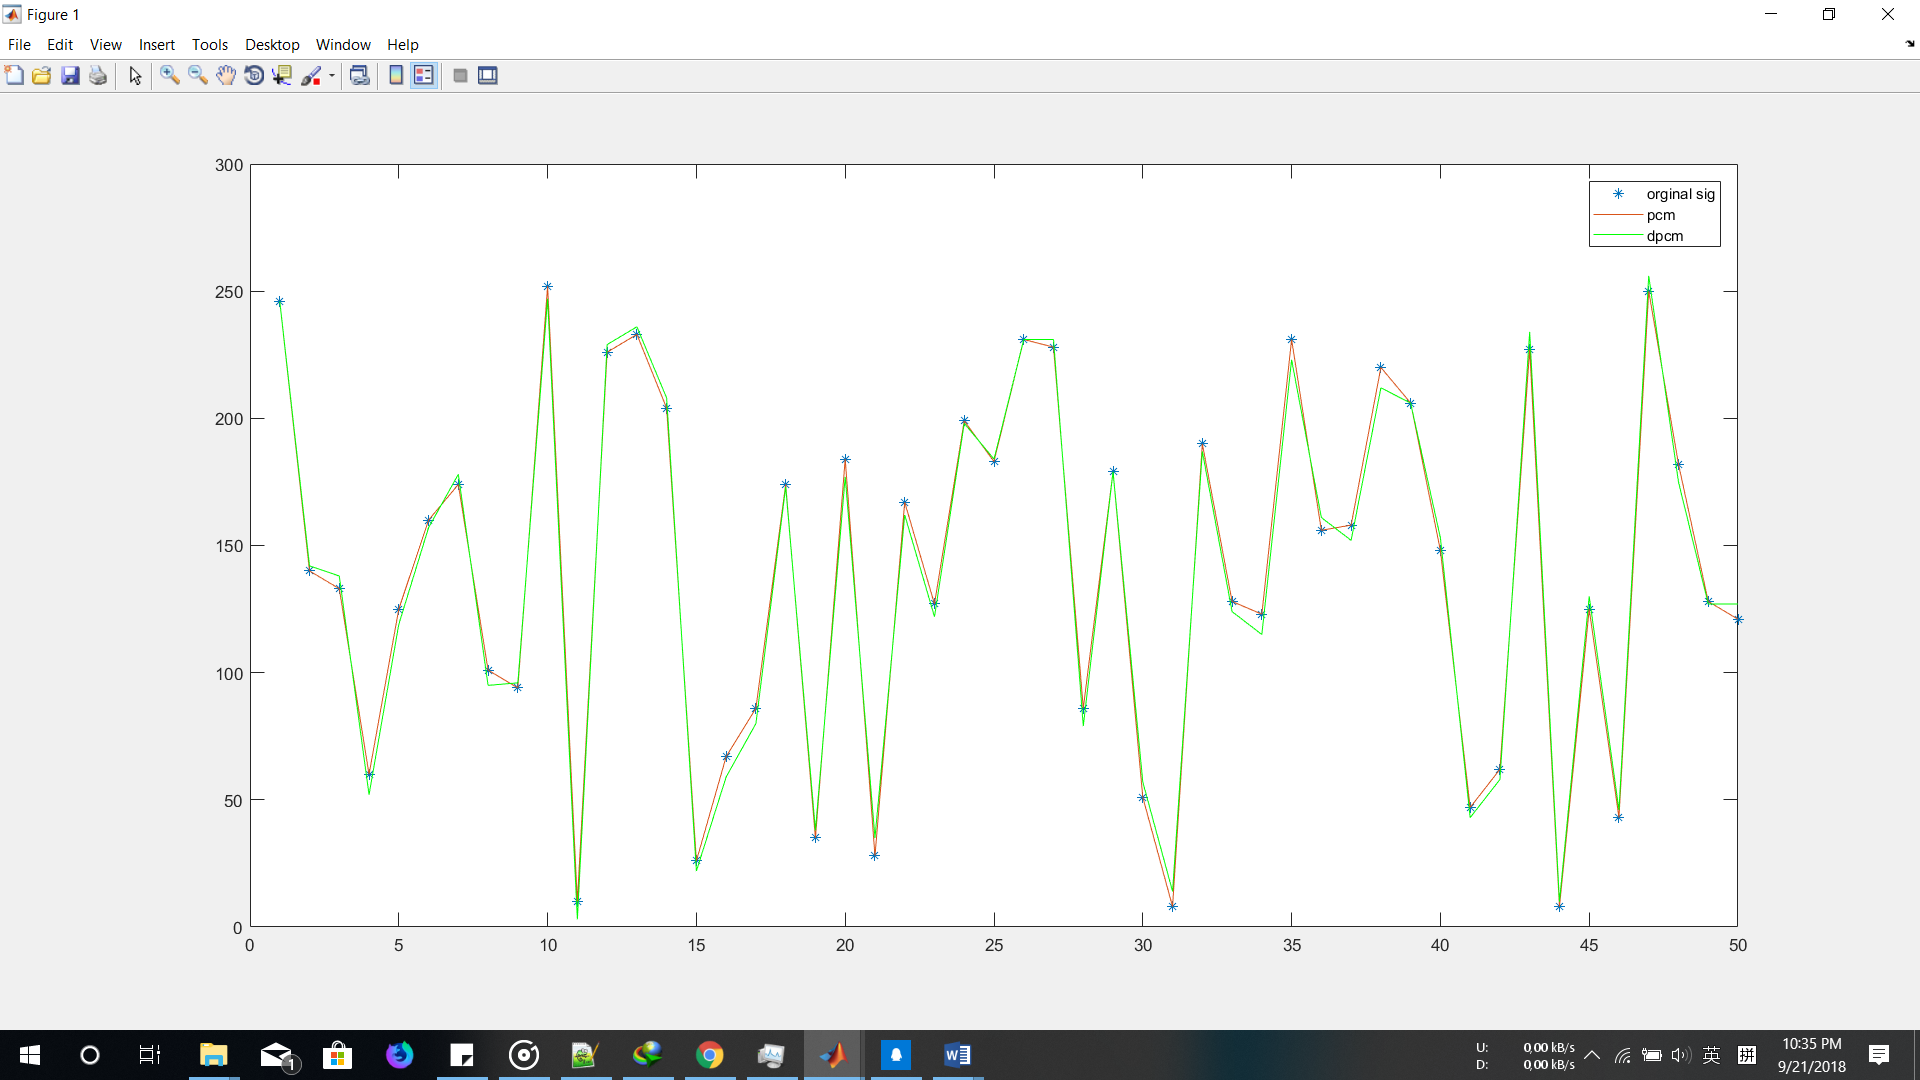 Figure 1
File Edit View Insert Tools Desktop Window Help
300
250
200
150
100
50
0
0 5 10 15 20 25 30 35 40 45 50
orginal sig
pcm
dpcm
1
U: 0,00 kB/s
D: 0,00 kB/s
英
拼
10:35 PM
9/21/2018